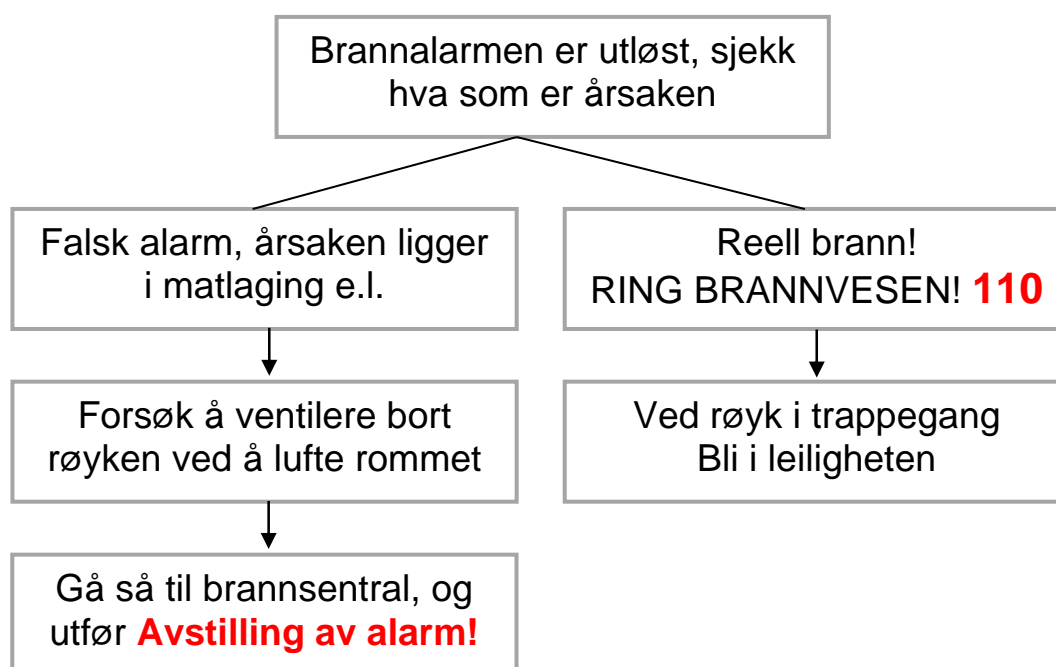 Brannalarmen er utløst, sjekk
hva som er årsaken
Falsk alarm, årsaken ligger
i matlaging e.l.
Reell brann!
RING BRANNVESEN! 110
Forsøk å ventilere bort
røyken ved å lufte rommet
Ved røyk i trappegang
Bli i leiligheten
Gå så til brannsentral, og
utfør Avstilling av alarm!